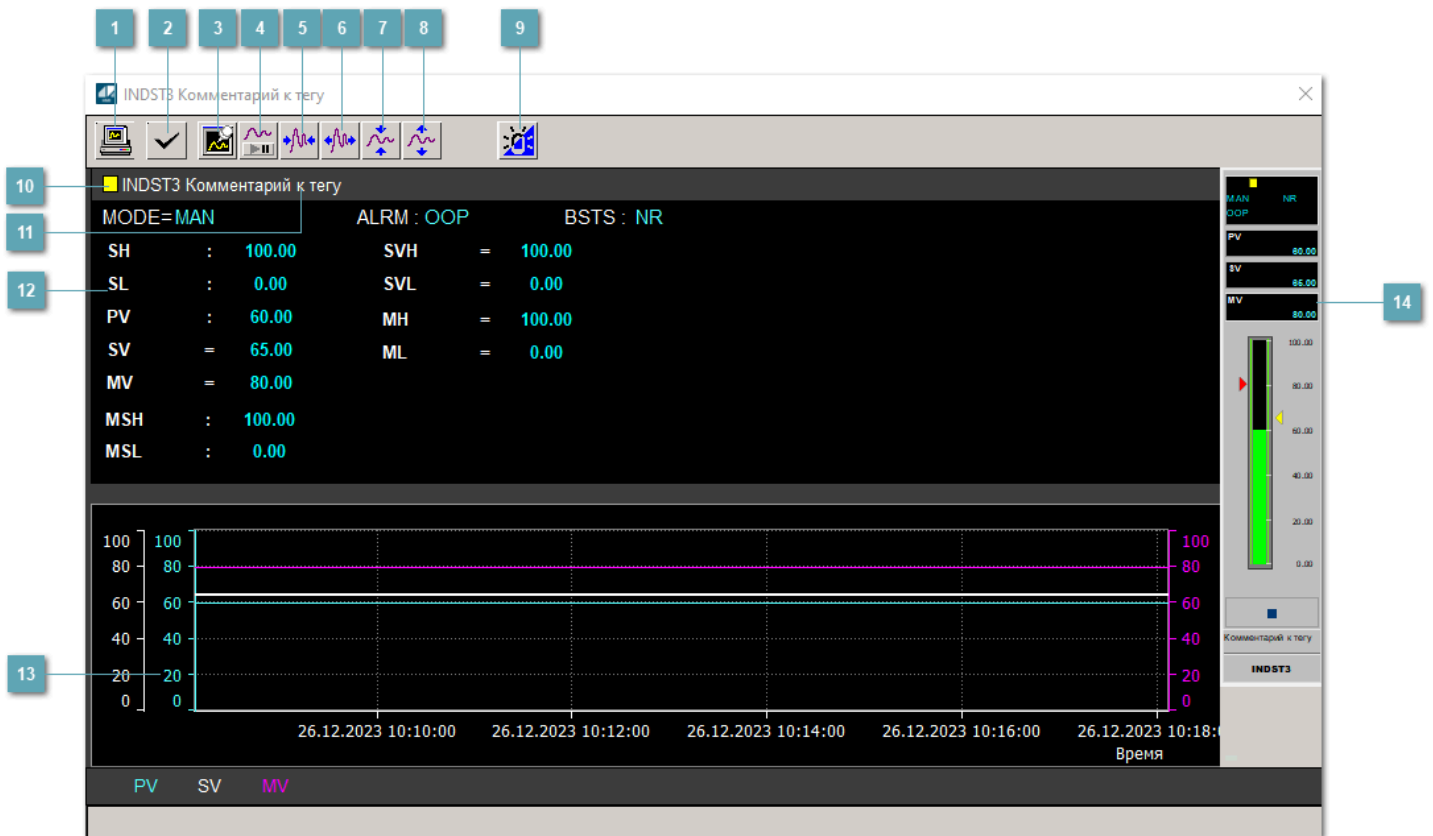 1 2 3 4 5 6 7 8 9
INDST3 Комментарий к тегу
10
INDST3 Комментарий к тегу
11
MODE=MAN ALRM : OOP BSTS : NR
SH : 100.00 SVH = 100.00
12
SL : 0.00 SVL = 0.00
PV : 60.00 MH = 100.00
SV = 65.00 ML = 0.00
MV = 80.00
MSH : 100.00
MSL : 0.00
MAN NR
OOP
PV
60.00
SV
65.00
MV
80.00
14
100.00
80.00
60.00
40.00
20.00
0.00
Комментарий к тегу
INDST3
100 100 100
80 80 80
60 60 60
40 40 40
13
20 20 20
0 0 0
26.12.2023 10:10:00 26.12.2023 10:12:00 26.12.2023 10:14:00 26.12.2023 10:16:00 26.12.2023 10:18:
Время
PV SV MV